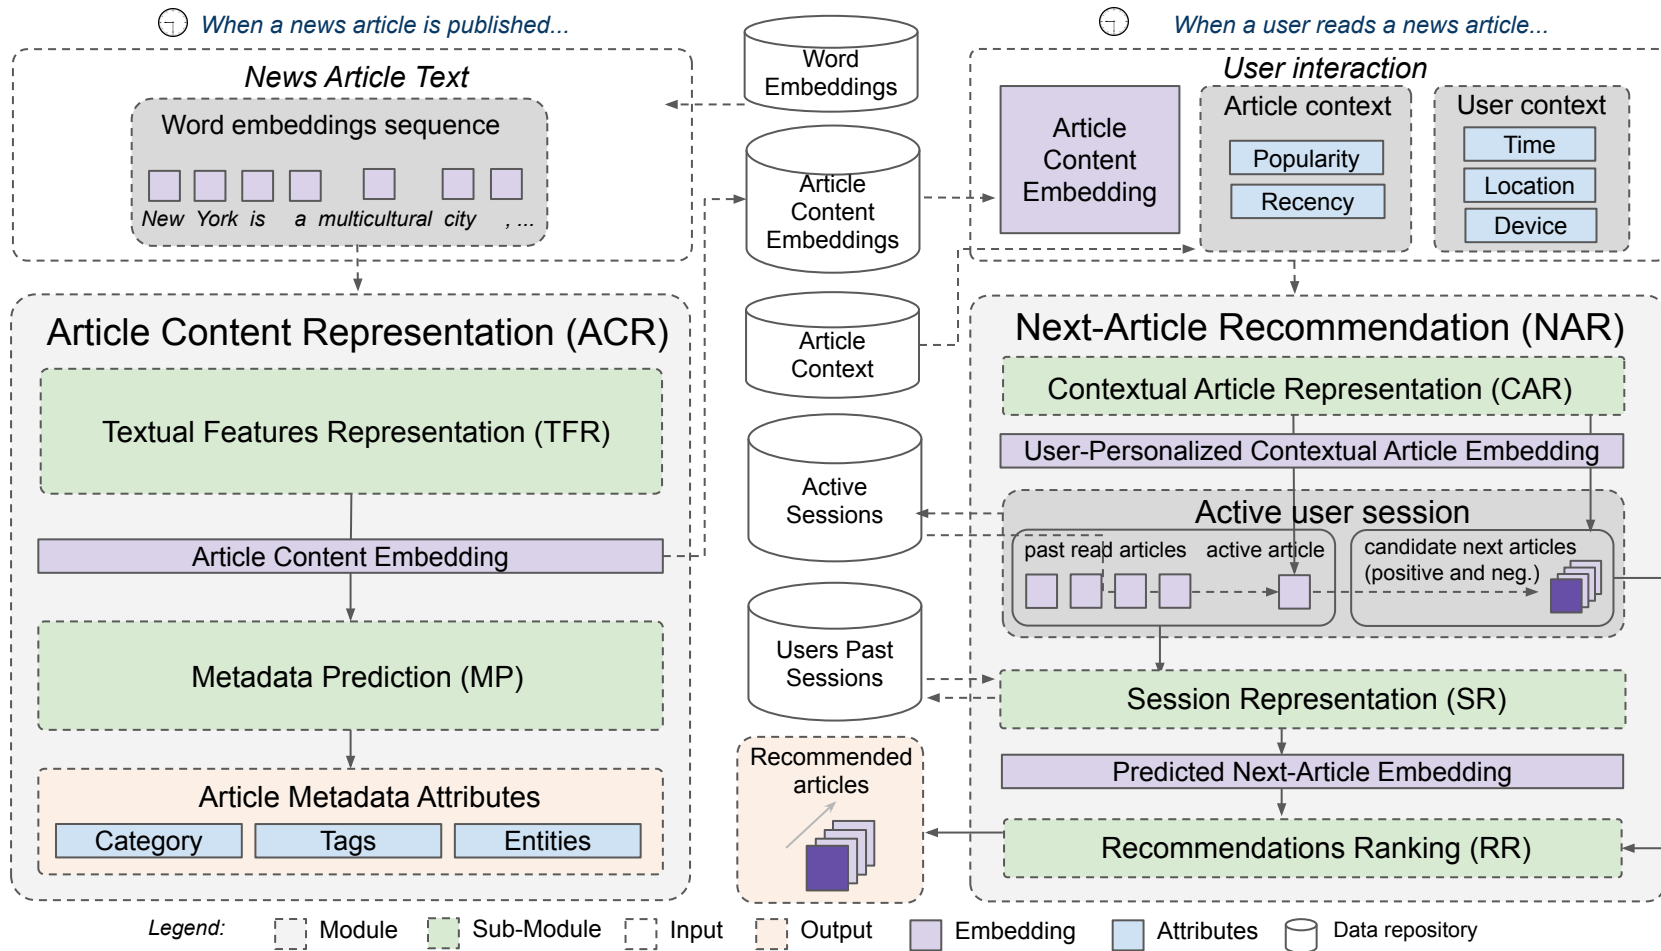 When a news article is published...
News Article Text
Word embeddings sequence
New York is a multicultural city , ...
Article Content Representation (ACR)
Textual Features Representation (TFR)
Article Content Embedding
Metadata Prediction (MP)
Article Metadata Attributes
Category Tags Entities
Word
Embeddings
Article
Content
Embeddings
Article
Context
Active
Sessions
Users Past
Sessions
Recommended
articles
When a user reads a news article...
User interaction
Article
Content
Embedding
Article context
Popularity
Recency
User context
Time
Location
Device
Next-Article Recommendation (NAR)
Contextual Article Representation (CAR)
User-Personalized Contextual Article Embedding
Active user session
past read articles active article
candidate next articles
(positive and neg.)
Session Representation (SR)
Predicted Next-Article Embedding
Recommendations Ranking (RR)
Legend: Module Sub-Module Input Output Embedding Attributes Data repository